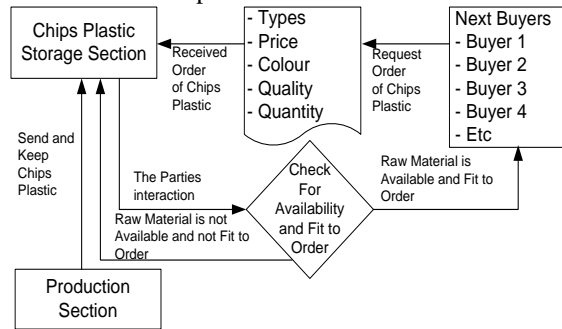 Chips Plastic
Storage Section
Received
Order
of Chips
Plastic
- Types
- Price
- Colour
- Quality
- Quantity
Request
Order
of Chips
Plastic
Next Buyers
- Buyer 1
- Buyer 2
- Buyer 3
- Buyer 4
- Etc
Send and
Keep
Chips
Plastic
The Parties
interaction
Raw Material is not
Available and not Fit to
Order
Check
For
Availability
and Fit to
Order
Raw Material is
Available and Fit to
Order
Production
Section